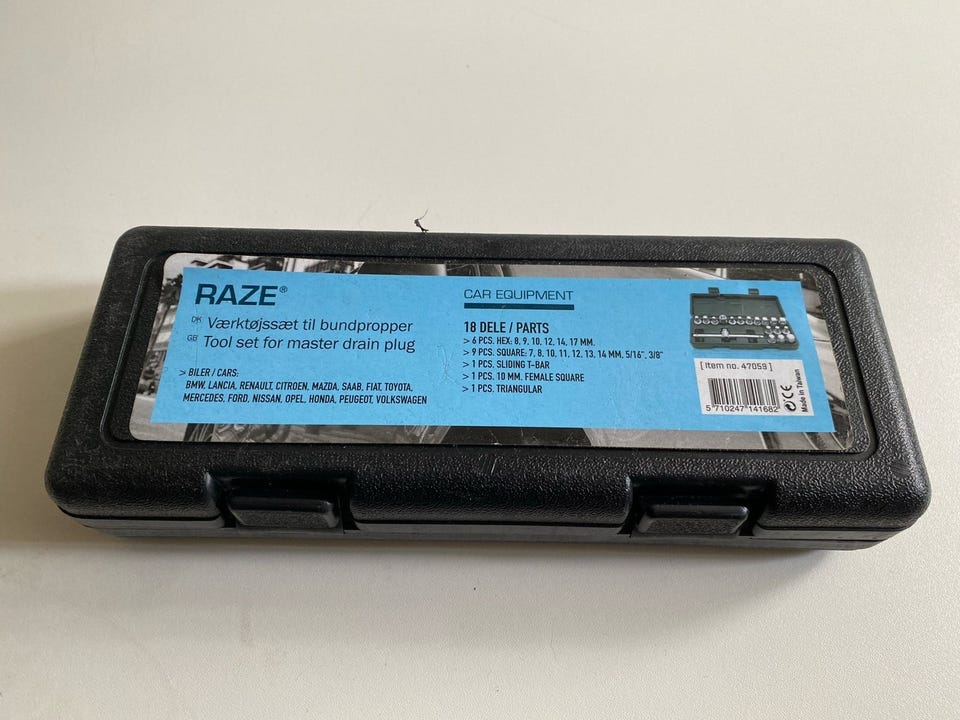 RAZE®
DK Værktøjssæt til bundpropper
GB Tool set for master drain plug
> BILER / CARS:
BMW, LANCIA, RENAULT, CITROEN, MAZDA, SAAB, FIAT, TOYOTA,
MERCEDES, FORD, NISSAN, OPEL, HONDA, PEUGEOT, VOLKSWAGEN
CAR EQUIPMENT
18 DELE / PARTS
> 6 PCS. HEX: 8, 9, 10, 12, 14, 17 MM.
> 9 PCS. SQUARE: 7, 8, 10, 11, 12, 13, 14 MM. 5/16", 3/8"
> 1 PCS. SLIDING T-BAR
> 1 PCS. 10 MM. FEMALE SQUARE
> 1 PCS. TRIANGULAR
[ Item no. 47059 ]
5 710247 141682
CE
Made in Taiwan